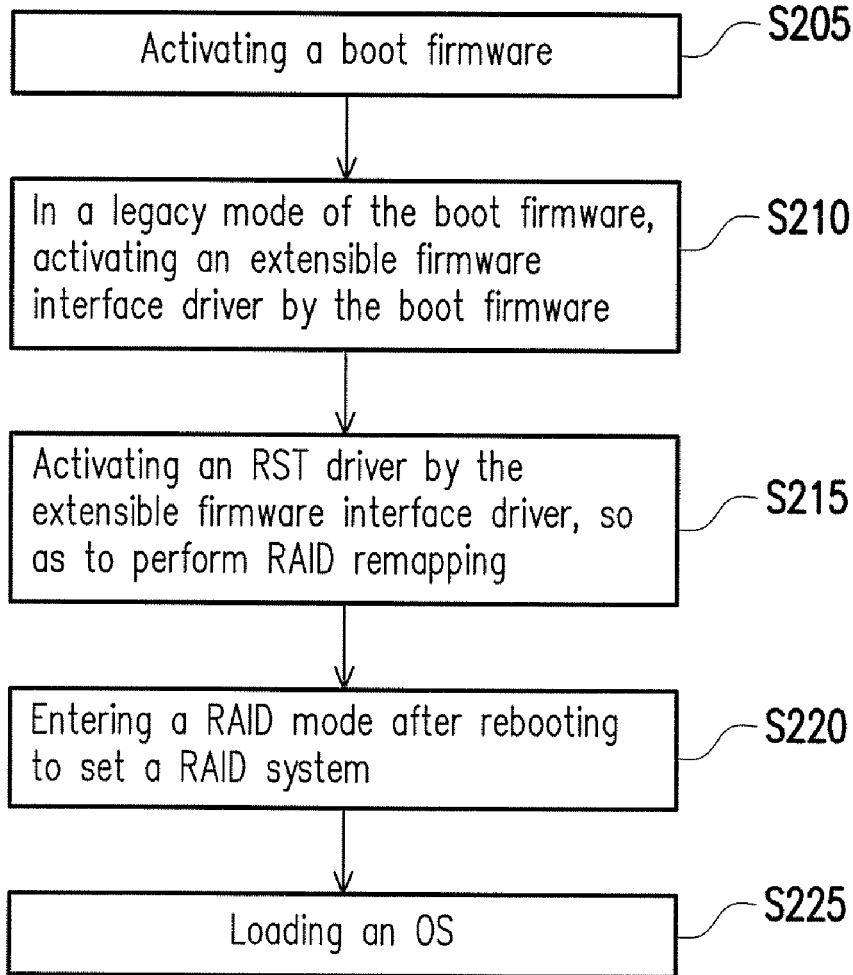 Activating a boot firmware
S205
In a legacy mode of the boot firmware,
activating an extensible firmware
interface driver by the boot firmware
S210
Activating an RST driver by the
extensible firmware interface driver, so
as to perform RAID remapping
S215
Entering a RAID mode after rebooting
to set a RAID system
S220
Loading an OS
S225